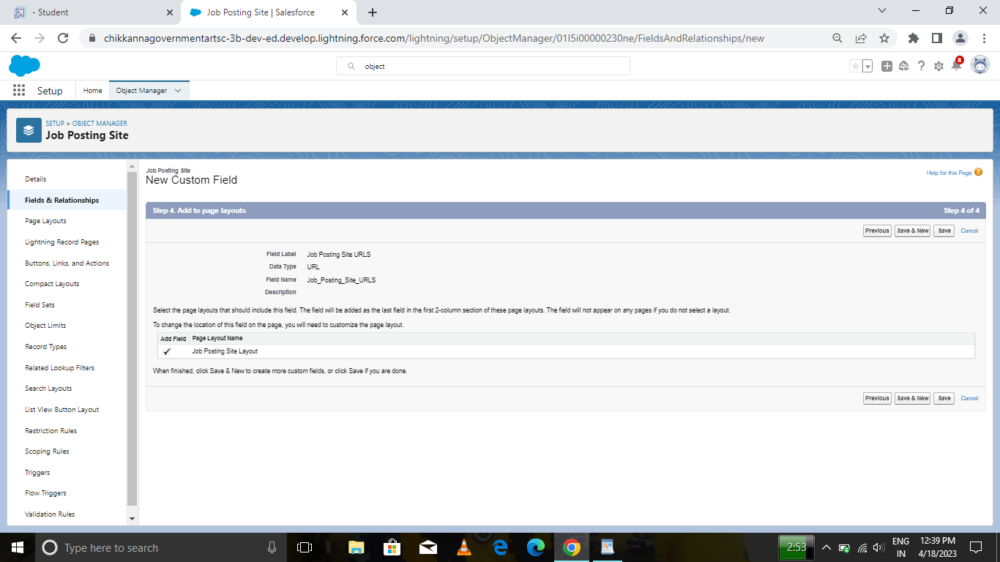 - Student
Job Posting Site | Salesforce
chikkannagovernmentartsc-3b-dev-ed.develop.lightning.force.com/lightning/setup/ObjectManager/01I5i00000230ne/FieldsAndRelationships/new
object
8
Setup
Home
Object Manager
SETUP > OBJECT MANAGER
Job Posting Site
Details
Fields & Relationships
Page Layouts
Lightning Record Pages
Buttons, Links, and Actions
Compact Layouts
Field Sets
Object Limits
Record Types
Related Lookup Filters
Search Layouts
List View Button Layout
Restriction Rules
Scoping Rules
Triggers
Flow Triggers
Validation Rules
Job Posting Site
New Custom Field
Help for this Page ?
Step 4. Add to page layouts Step 4 of 4
Previous Save & New Save Cancel
Field Label Job Posting Site URLS
Data Type URL
Field Name Job_Posting_Site_URLS
Description
Select the page layouts that should include this field. The field will be added as the last field in the first 2-column section of these page layouts. The field will not appear on any pages if you do not select a layout.
To change the location of this field on the page, you will need to customize the page layout.
Add Field Page Layout Name
Job Posting Site Layout
When finished, click Save & New to create more custom fields, or click Save if you are done.
Previous Save & New Save Cancel
Type here to search
2:53
ENG
IN
12:39 PM
4/18/2023